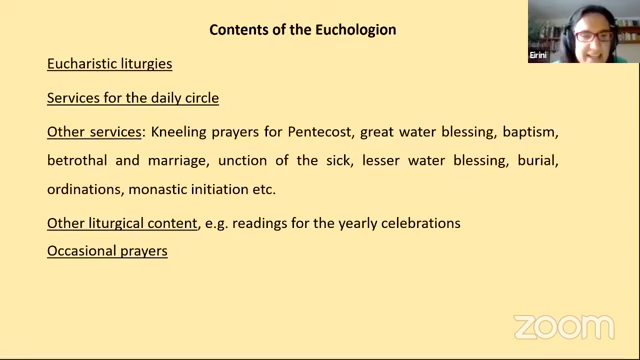 Contents of the Euchologion
Eucharistic liturgies
Services for the daily circle
Other services: Kneeling prayers for Pentecost, great water blessing, baptism,
betrothal and marriage, unction of the sick, lesser water blessing, burial,
ordinations, monastic initiation etc.
Other liturgical content, e.g. readings for the yearly celebrations
Occasional prayers
Eirini
zoom